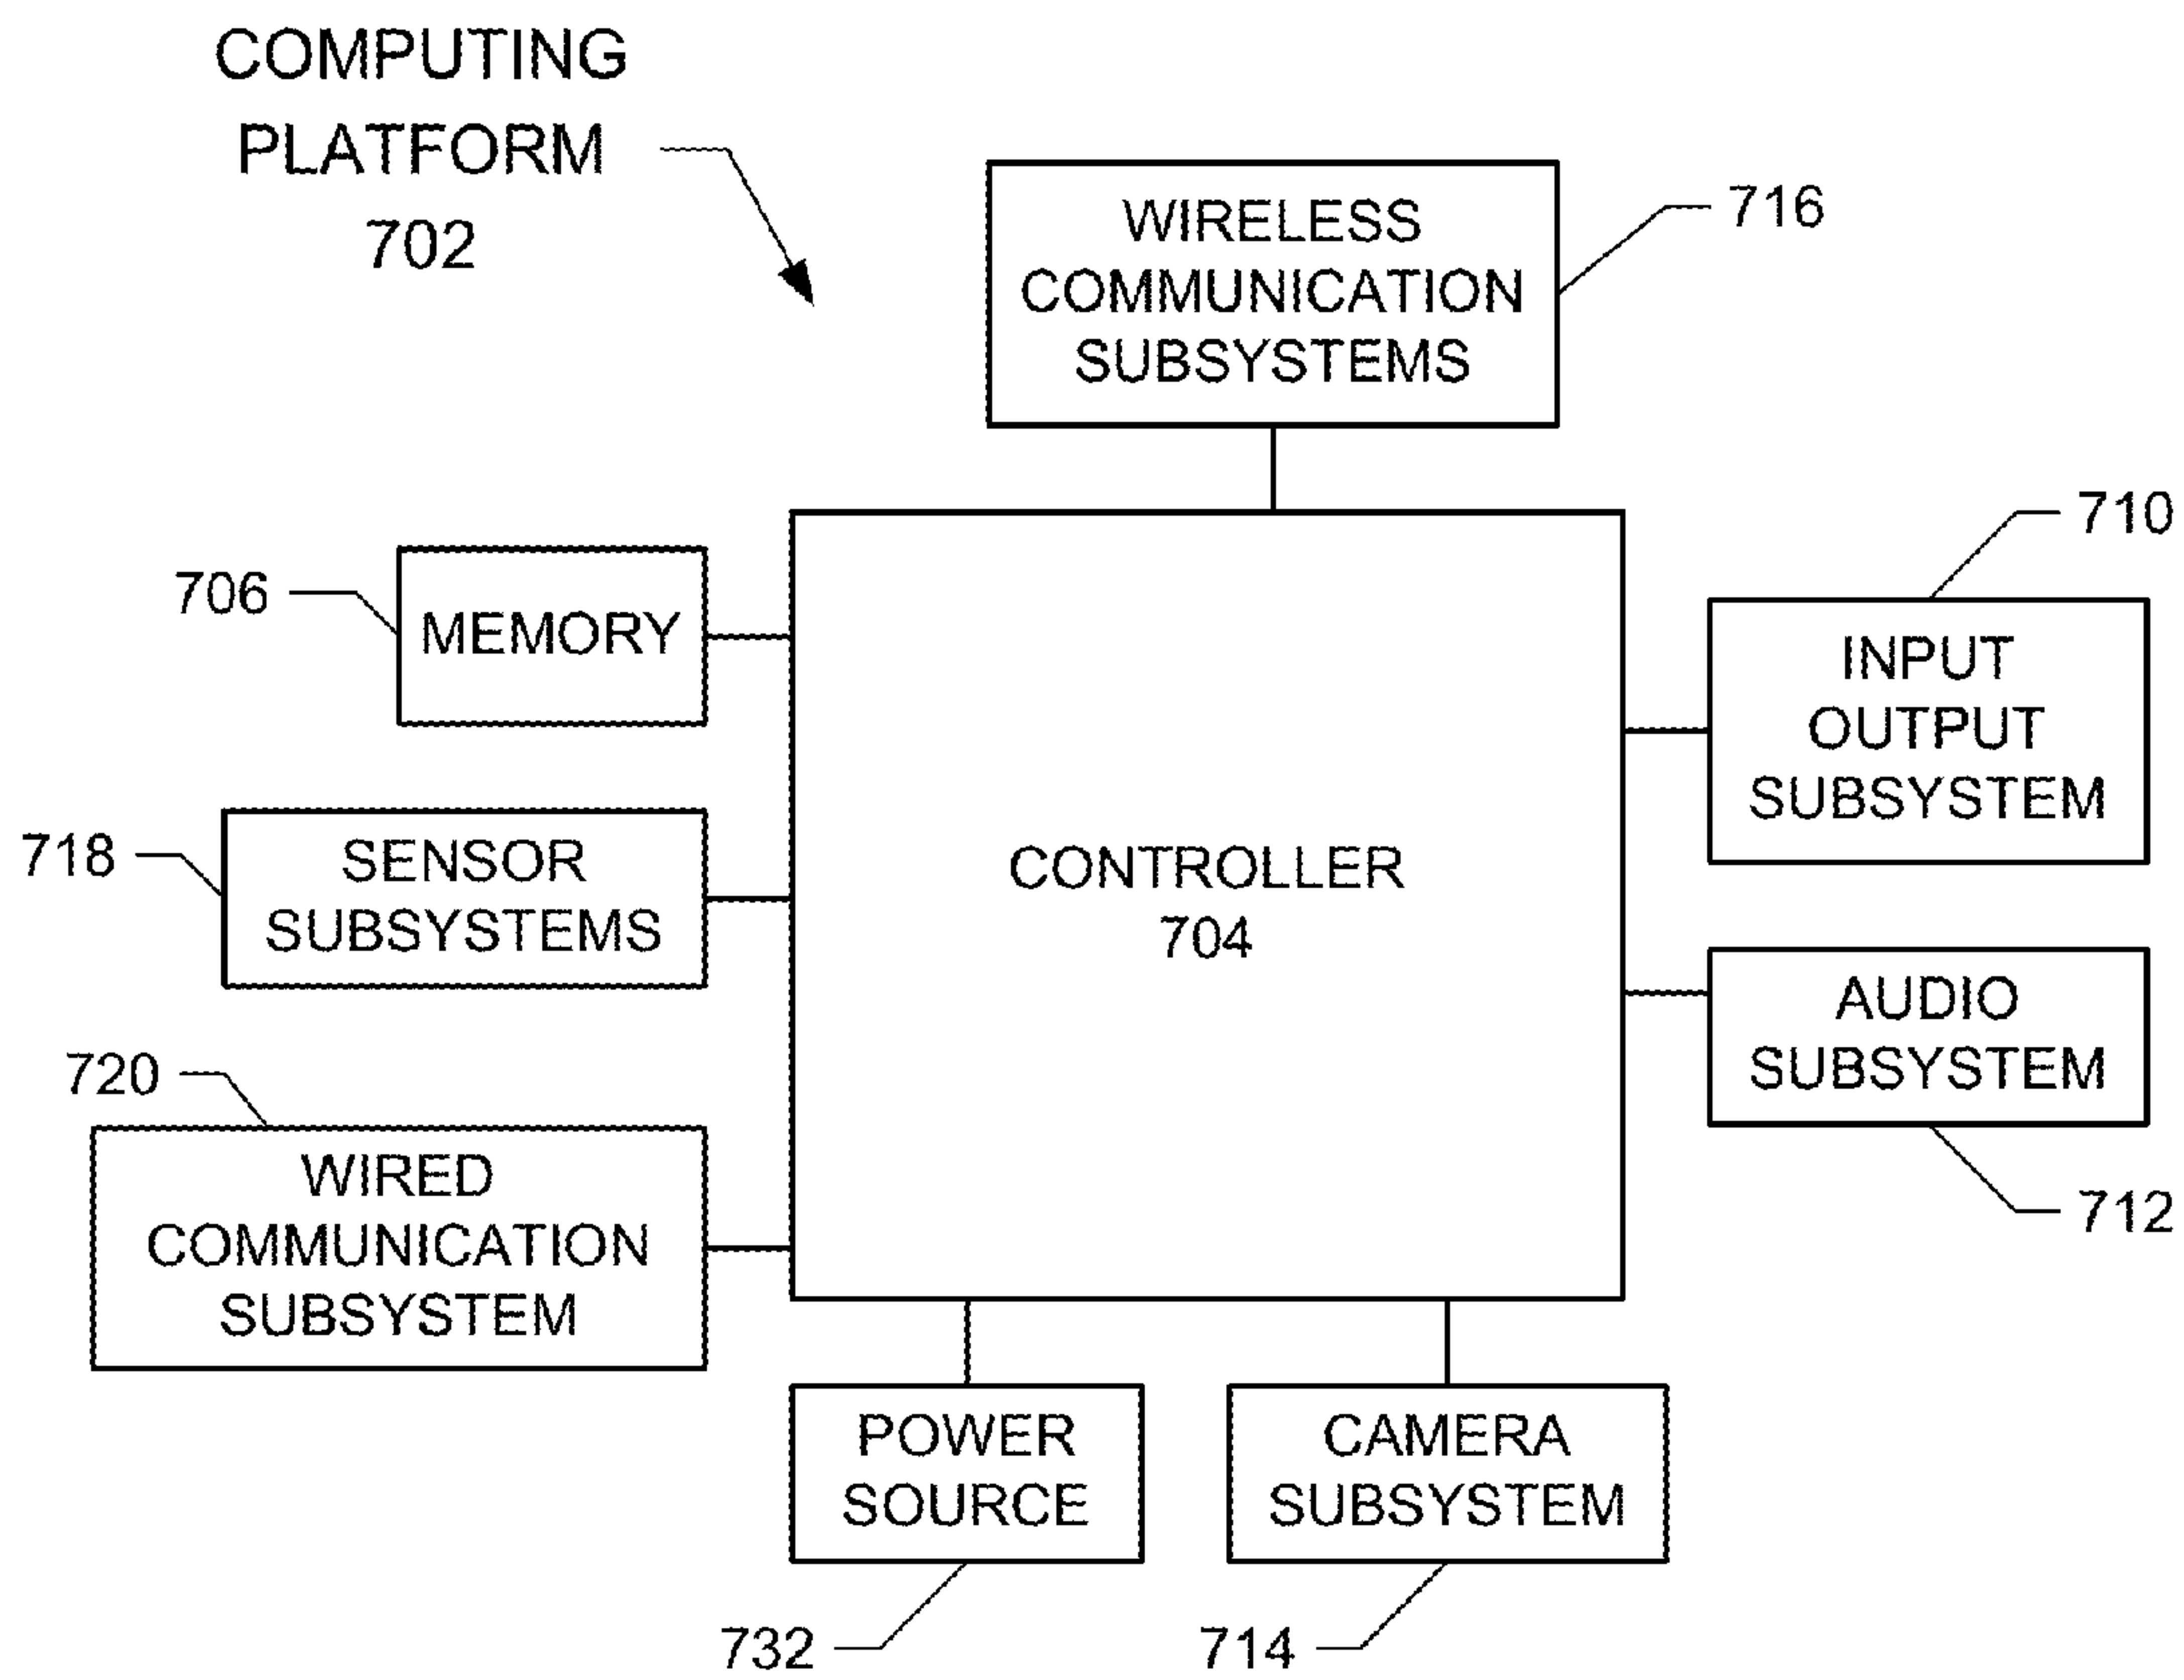 COMPUTING
PLATFORM
702
WIRELESS
COMMUNICATION
SUBSYSTEMS
716
710
706
MEMORY
INPUT
OUTPUT
SUBSYSTEM
718
SENSOR
SUBSYSTEMS
CONTROLLER
704
AUDIO
SUBSYSTEM
712
720
WIRED
COMMUNICATION
SUBSYSTEM
POWER
SOURCE
732
CAMERA
SUBSYSTEM
714